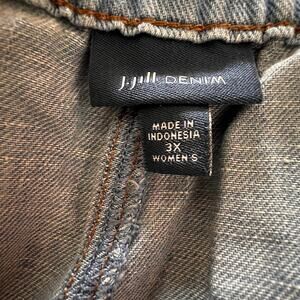 J.Jill DENIM
MADE IN
INDONESIA
3X
WOMEN'S